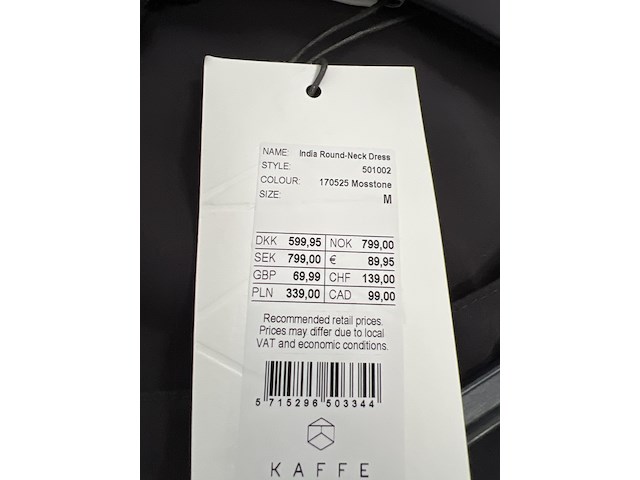 NAME: India Round-Neck Dress
STYLE: 501002
COLOUR: 170525 Mosstone
SIZE: M
DKK 599,95 NOK 799,00
SEK 799,00 € 89,95
GBP 69,99 CHF 139,00
PLN 339,00 CAD 99,00
Recommended retail prices.
Prices may differ due to local
VAT and economic conditions.
5 715296 503344
KAFFE